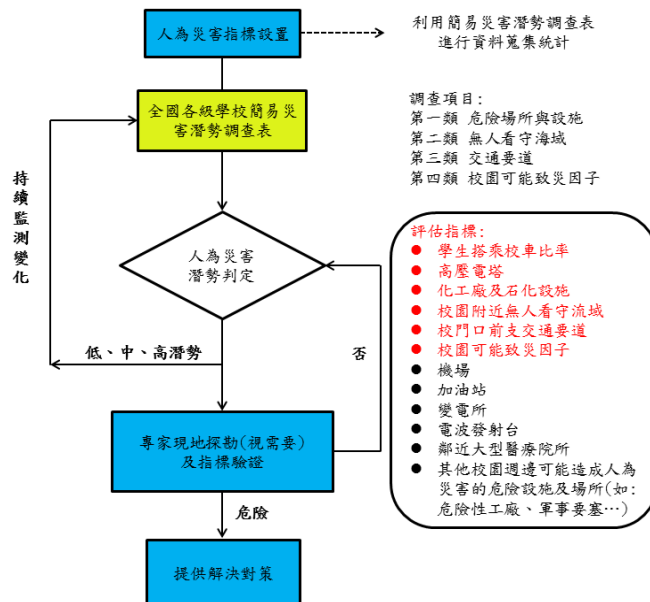 人為災害指標設置
利用簡易災害潛勢調查表
進行資料蒐集統計
全國各級學校簡易災
害潛勢調查表
調查項目:
第一類 危險場所與設施
第二類 無人看守海域
第三類 交通要道
第四類 校園可能致災因子
持續監測變化
人為災害
潛勢判定
低、中、高潛勢
否
專家現地探勘(視需要)
及指標驗證
危險
提供解決對策
評估指標:
● 學生搭乘校車比率
● 高壓電塔
● 化工廠及石化設施
● 校園附近無人看守流域
● 校門口前支交通要道
● 校園可能致災因子
● 機場
● 加油站
● 變電所
● 電波發射台
● 鄰近大型醫療院所
● 其他校園週邊可能造成人為
災害的危險設施及場所(如:
危險性工廠、軍事要塞…)